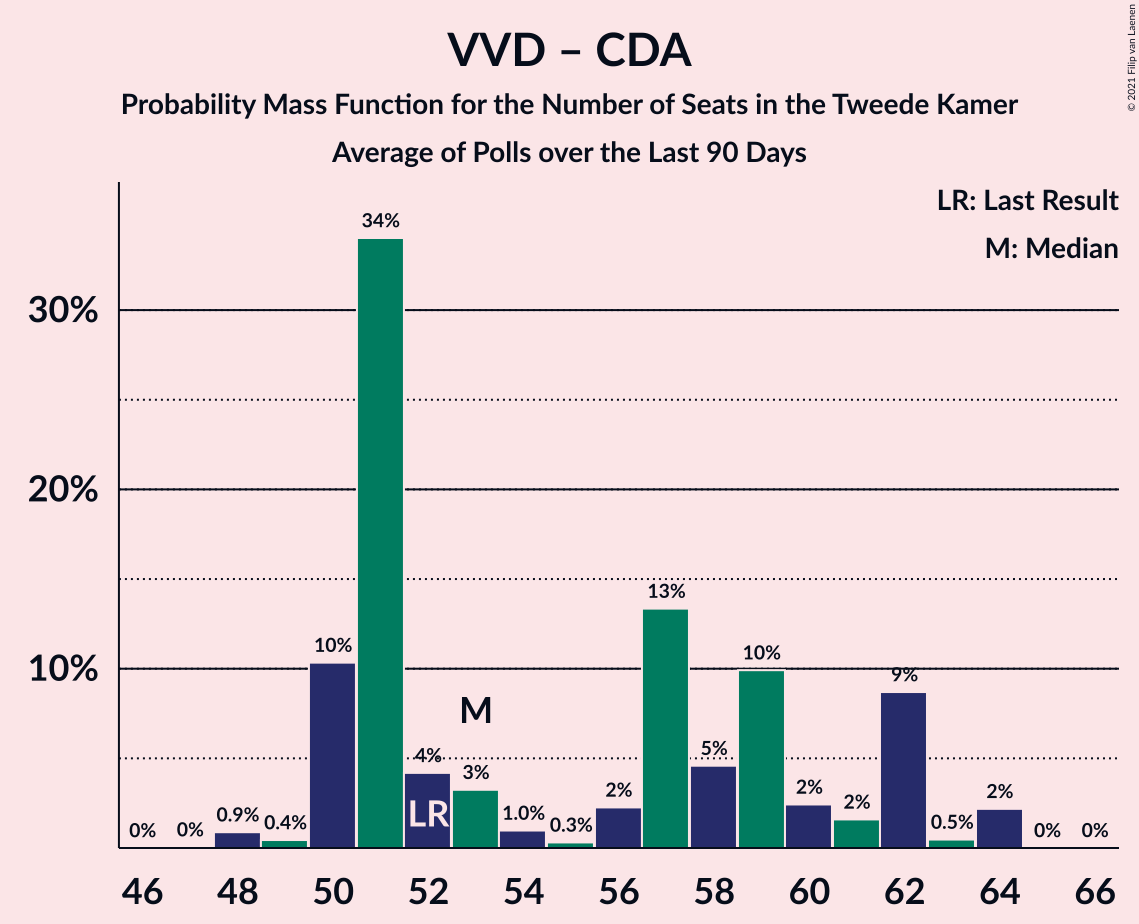 VVD – CDA
Probability Mass Function for the Number of Seats in the Tweede Kamer
Average of Polls over the Last 90 Days
© 2021 Filip van Laenen
LR: Last Result
M: Median
30%
20%
10%
0%
0%
0.9%
0.4%
10%
34%
4%
3%
1.0%
0.3%
2%
13%
5%
10%
2%
2%
9%
0.5%
2%
0%
0%
M
LR
46 48 50 52 54 56 58 60 62 64 66